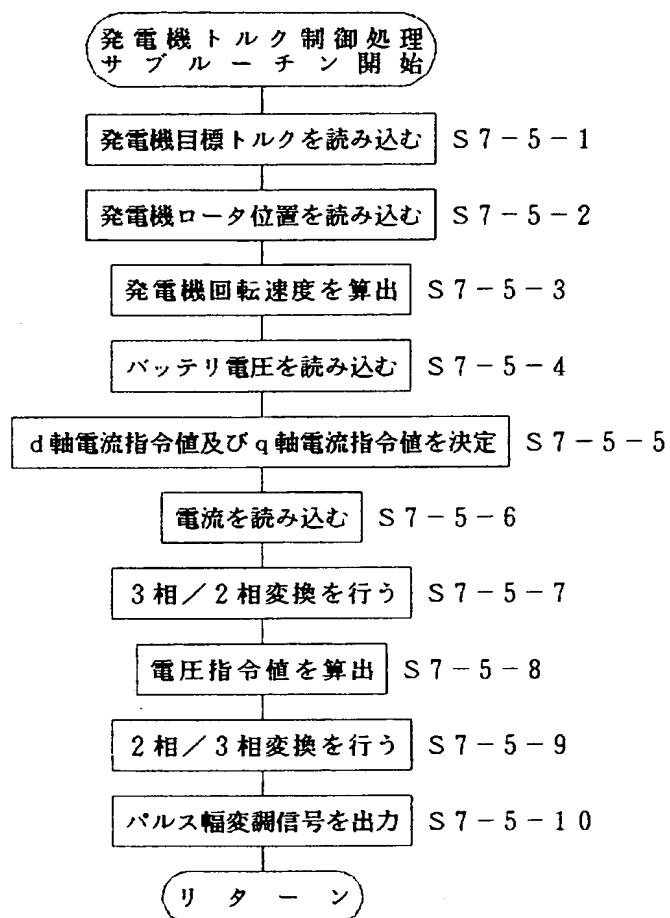 発電機トルク制御処理
サブルーチン開始
発電機目標トルクを読み込む S7-5-1
発電機ロータ位置を読み込む S7-5-2
発電機回転速度を算出 S7-5-3
バッテリ電圧を読み込む S7-5-4
d軸電流指令値及びq軸電流指令値を決定 S7-5-5
電流を読み込む S7-5-6
3相/2相変換を行う S7-5-7
電圧指令値を算出 S7-5-8
2相/3相変換を行う S7-5-9
パルス幅変調信号を出力 S7-5-10
リターン